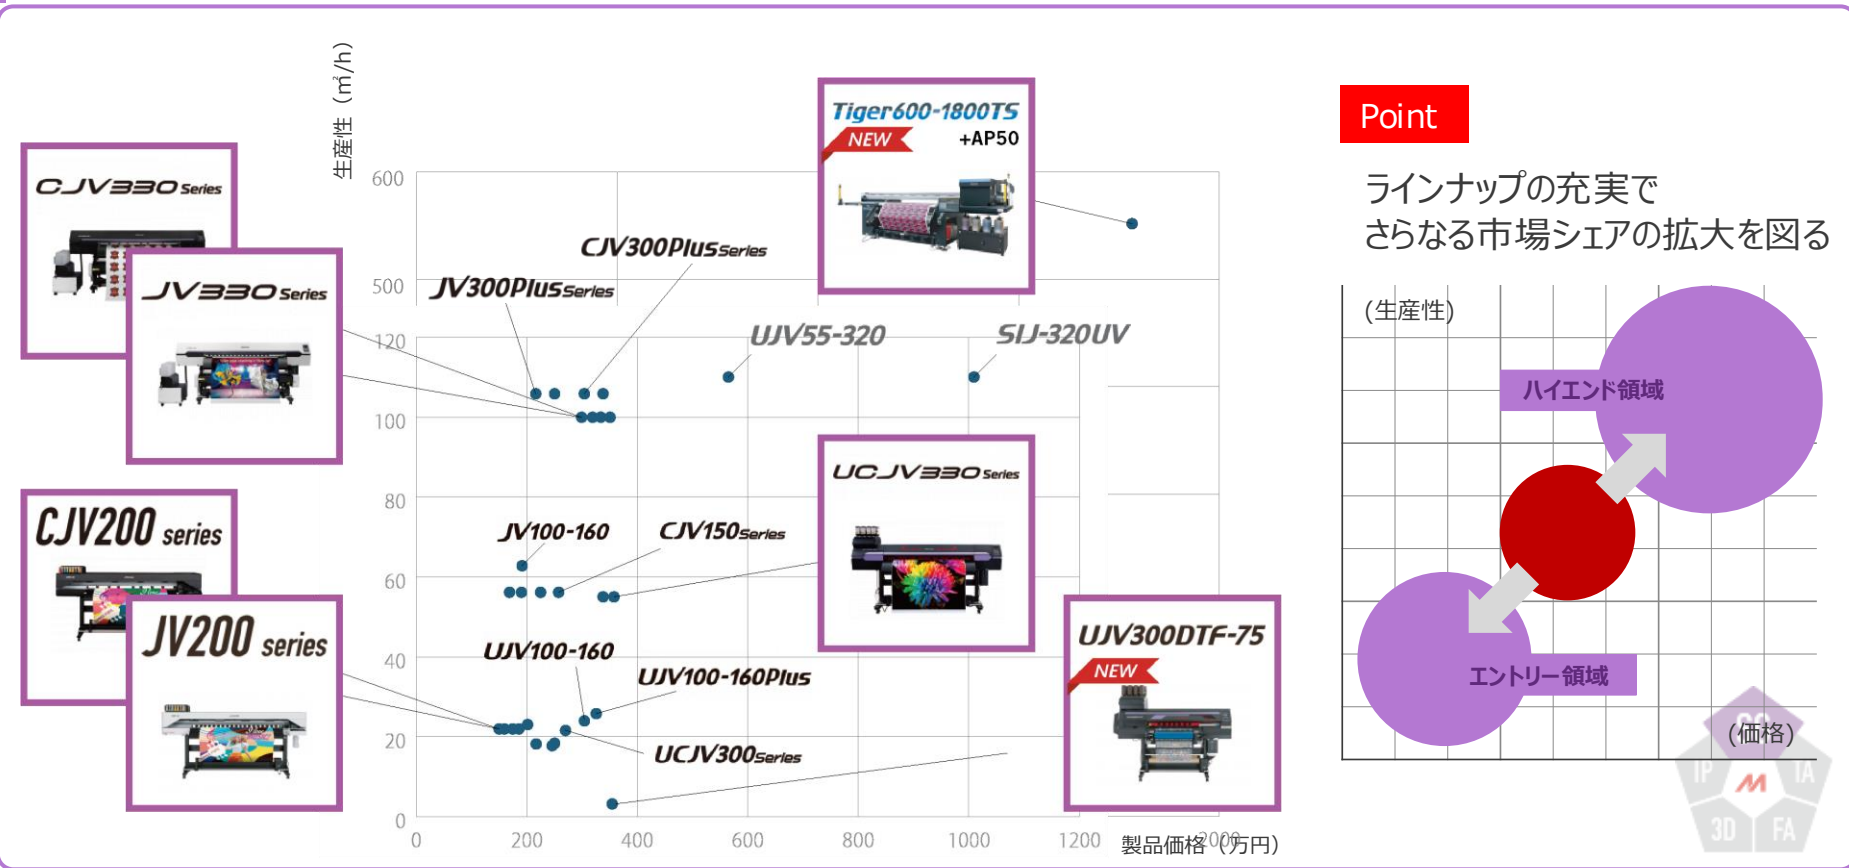 生産性（㎡/h）
CJV330 Series
JV330 Series
CJV200 series
JV200 series
Tiger600-1800TS
NEW
+AP50
CJV300Plus Series
JV300Plus Series
UJV55-320
SIJ-320UV
UCJV330 Series
JV100-160
CJV150 Series
UJV100-160
UJV100-160Plus
UCJV300 Series
UJV300DTF-75
NEW
600
500
120
100
80
60
40
20
0
0 200 400 600 800 1000 1200 2000
製品価格（万円）
Point
ラインナップの充実で
さらなる市場シェアの拡大を図る
(生産性)
ハイエンド領域
エントリー領域
(価格)
IP
M
TA
3D
FA